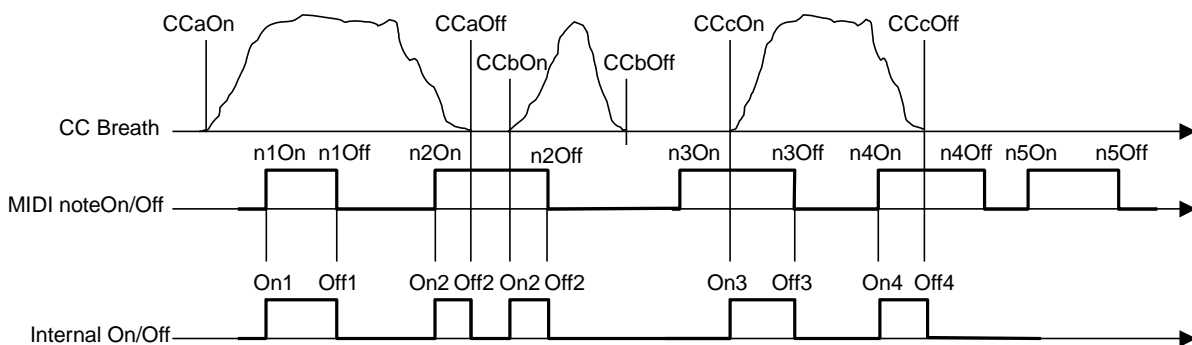 CCaOn CCaOff CCcOn CCcOff
CCbOn CCbOff
CC Breath
n1On n1Off n2On n2Off n3On n3Off n4On n4Off n5On n5Off
MIDI noteOn/Off
On1 Off1 On2 Off2 On2 Off2 On3 Off3 On4 Off4
Internal On/Off